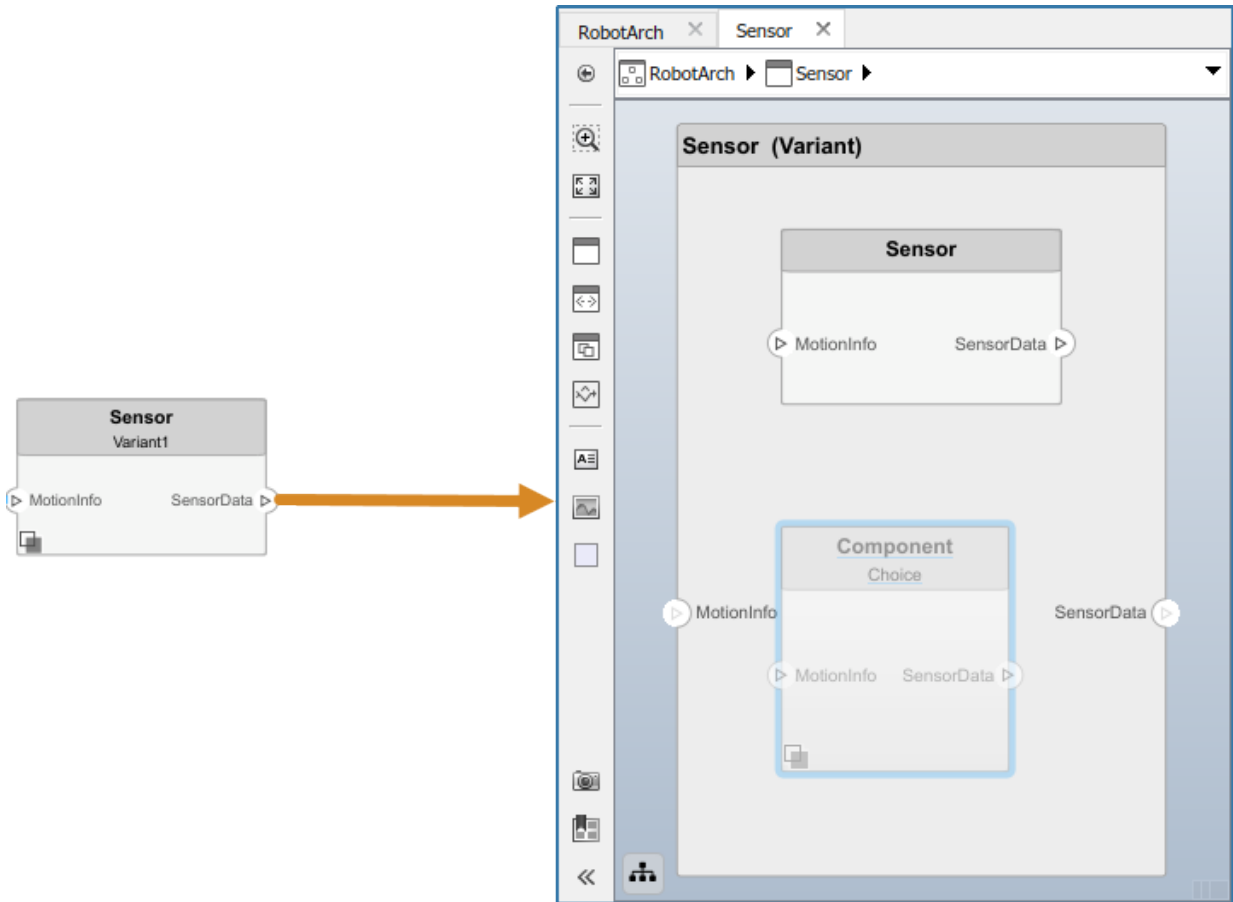 RobotArch
Sensor
RobotArch Sensor
Sensor (Variant)
Sensor
MotionInfo SensorData
Sensor
Variant1
MotionInfo SensorData
Component
Choice
MotionInfo SensorData
MotionInfo SensorData